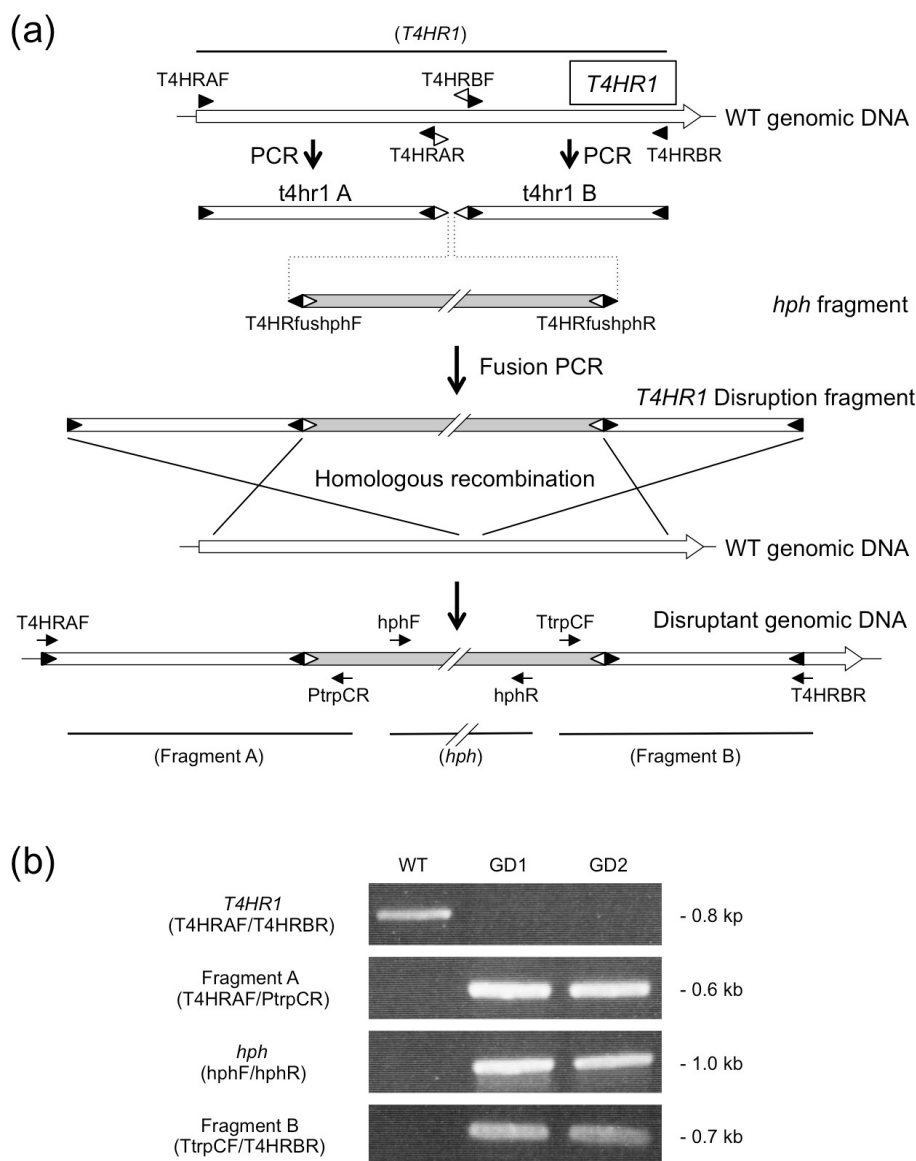 (a)
(T4HR1)
T4HRAF
T4HRBF
T4HR1
WT genomic DNA
PCR
T4HRAR
PCR
T4HRBR
t4hr1 A
t4hr1 B
hph fragment
T4HRfushphF
T4HRfushphR
Fusion PCR
T4HR1 Disruption fragment
Homologous recombination
WT genomic DNA
Disruptant genomic DNA
T4HRAF
hphF
TtrpCF
PtrpCR
hphR
T4HRBR
(Fragment A)
(hph)
(Fragment B)
(b)
WT GD1 GD2
T4HR1
(T4HRAF/T4HRBR)
- 0.8 kp
Fragment A
(T4HRAF/PtrpCR)
- 0.6 kb
hph
(hphF/hphR)
- 1.0 kb
Fragment B
(TtrpCF/T4HRBR)
- 0.7 kb